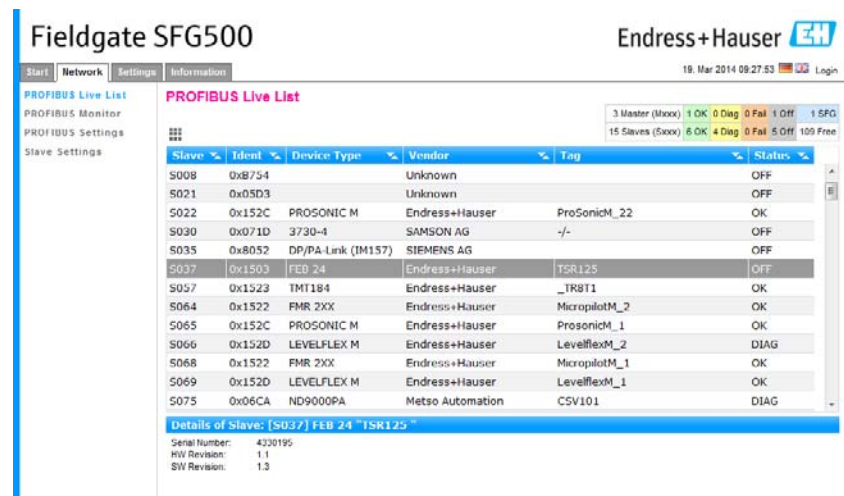 Fieldgate SFG500
Endress+Hauser EH
Start Network Settings Information
19. Mar 2014 09:27:53 Login
PROFIBUS Live List
PROFIBUS Monitor
PROFIBUS Settings
Slave Settings
PROFIBUS Live List
3 Master (Mxxx) 1 OK 0 Diag 0 Fail 1 Off 1 SFG
15 Slaves (Sxxx) 6 OK 4 Diag 0 Fail 5 Off 109 Free
Slave Ident Device Type Vendor Tag Status
S008 0xB754 Unknown OFF
S021 0x05D3 Unknown OFF
S022 0x152C PROSONIC M Endress+Hauser ProSonicM_22 OK
S030 0x071D 3730-4 SAMSON AG -/- OFF
S035 0x8052 DP/PA-Link (IM157) SIEMENS AG OFF
S037 0x1503 FEB 24 Endress+Hauser TSR125 OFF
S057 0x1523 TMT184 Endress+Hauser _TR8T1 OK
S064 0x1522 FMR 2XX Endress+Hauser MicropilotM_2 OK
S065 0x152C PROSONIC M Endress+Hauser ProsonicM_1 OK
S066 0x152D LEVELFLEX M Endress+Hauser LevelflexM_2 DIAG
S068 0x1522 FMR 2XX Endress+Hauser MicropilotM_1 OK
S069 0x152D LEVELFLEX M Endress+Hauser LevelflexM_1 OK
S075 0x06CA ND9000PA Metso Automation CSV101 DIAG
Details of Slave: [S037] FEB 24 "TSR125 "
Serial Number: 4330195
HW Revision: 1.1
SW Revision: 1.3